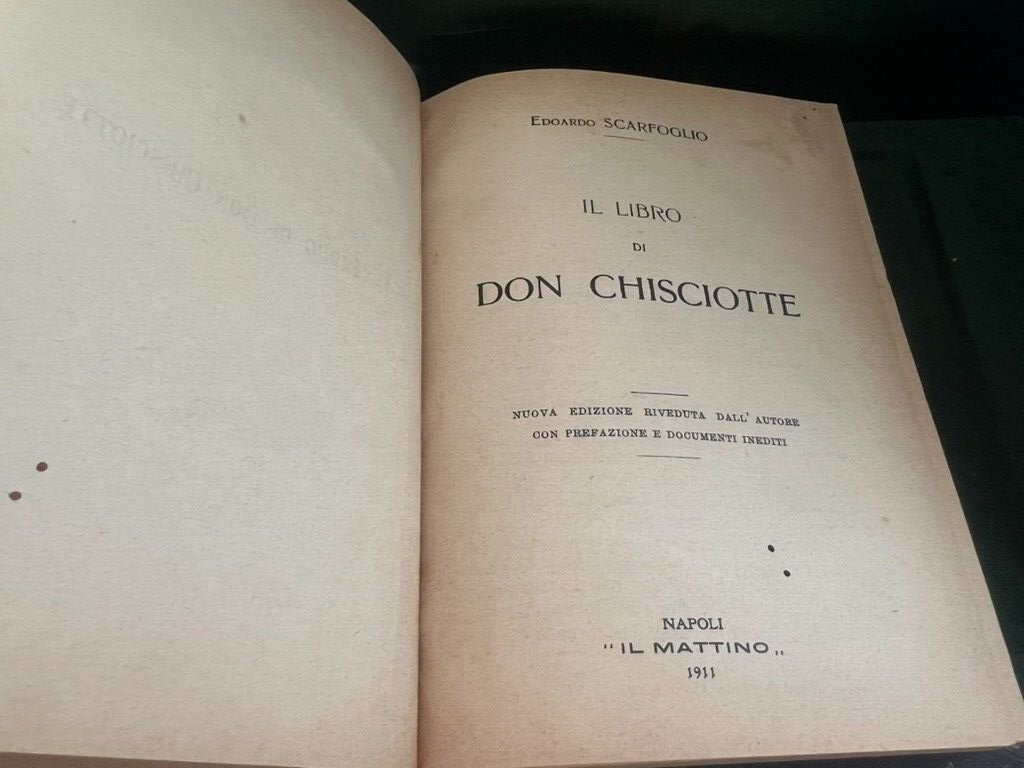 EDOARDO SCARFOGLIO
IL LIBRO
DI
DON CHISCIOTTE
NUOVA EDIZIONE RIVEDUTA DALL' AUTORE
CON PREFAZIONE E DOCUMENTI INEDITI
NAPOLI
“IL MATTINO„
1911